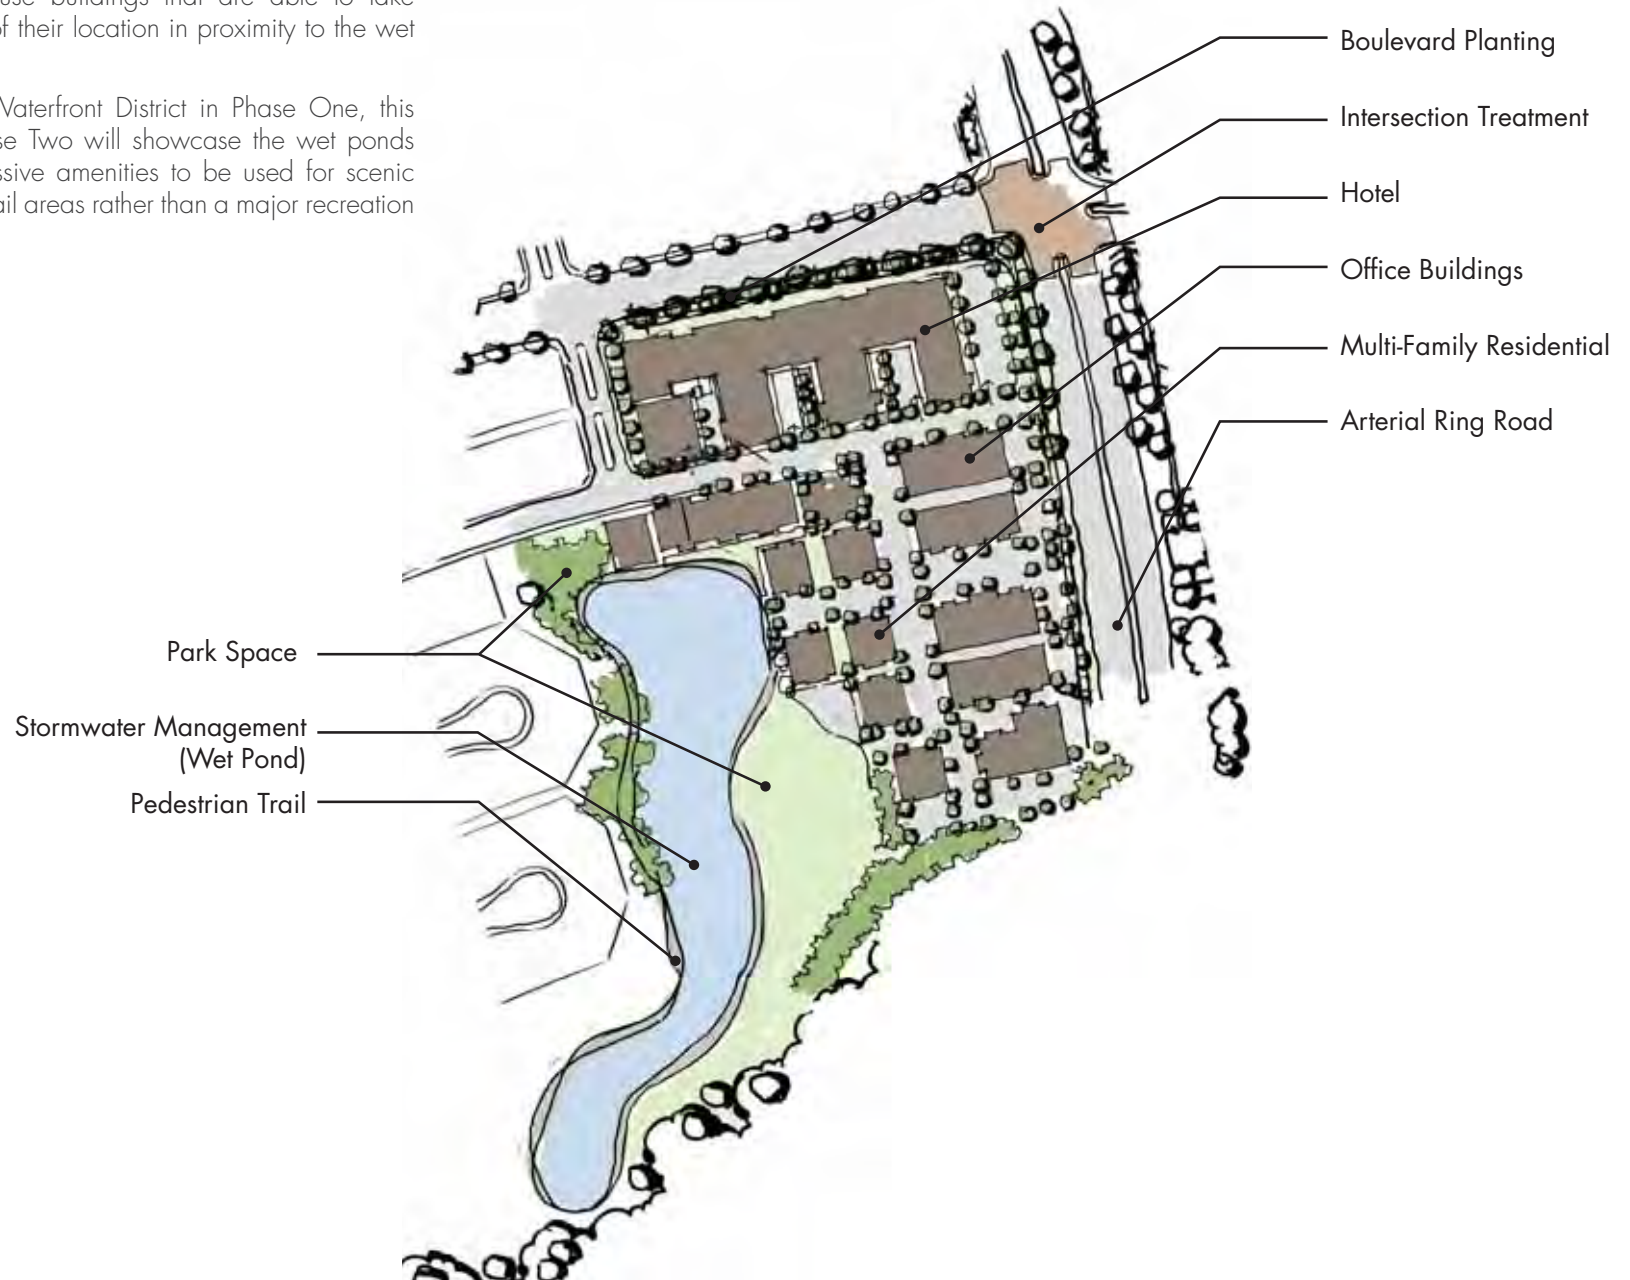 use buildings that are able to take
of their location in proximity to the wet
Waterfront District in Phase One, this
se Two will showcase the wet ponds
ssive amenities to be used for scenic
ail areas rather than a major recreation
Boulevard Planting
Intersection Treatment
Hotel
Office Buildings
Multi-Family Residential
Arterial Ring Road
Park Space
Stormwater Management
(Wet Pond)
Pedestrian Trail